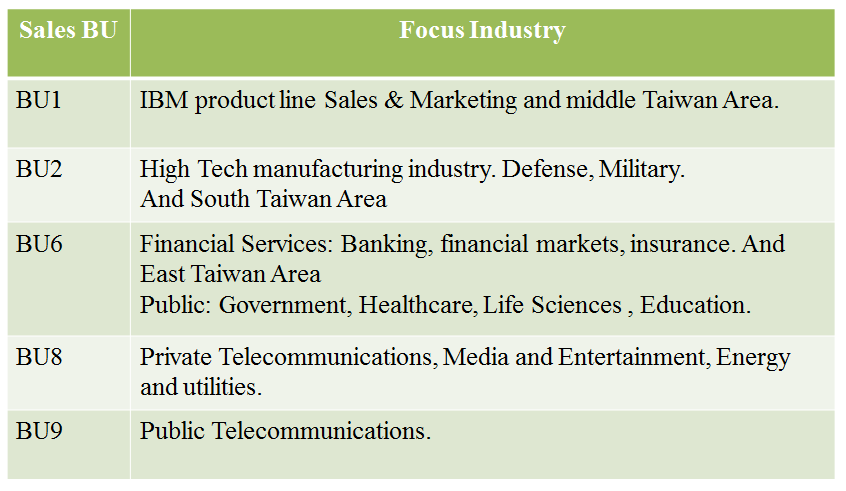 Sales BU Focus Industry
BU1 IBM product line Sales & Marketing and middle Taiwan Area.
BU2 High Tech manufacturing industry. Defense, Military.
And South Taiwan Area
BU6 Financial Services: Banking, financial markets, insurance. And
East Taiwan Area
Public: Government, Healthcare, Life Sciences , Education.
BU8 Private Telecommunications, Media and Entertainment, Energy
and utilities.
BU9 Public Telecommunications.